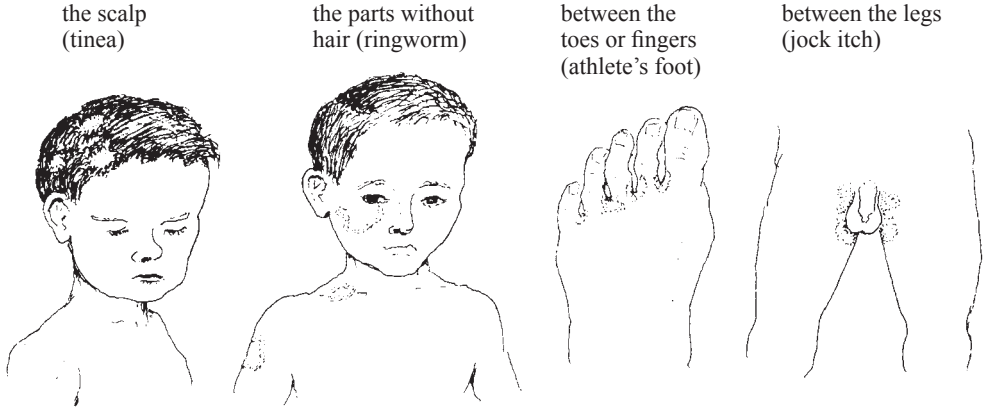 the scalp
(tinea)
the parts without
hair (ringworm)
between the
toes or fingers
(athlete’s foot)
between the legs
(jock itch)